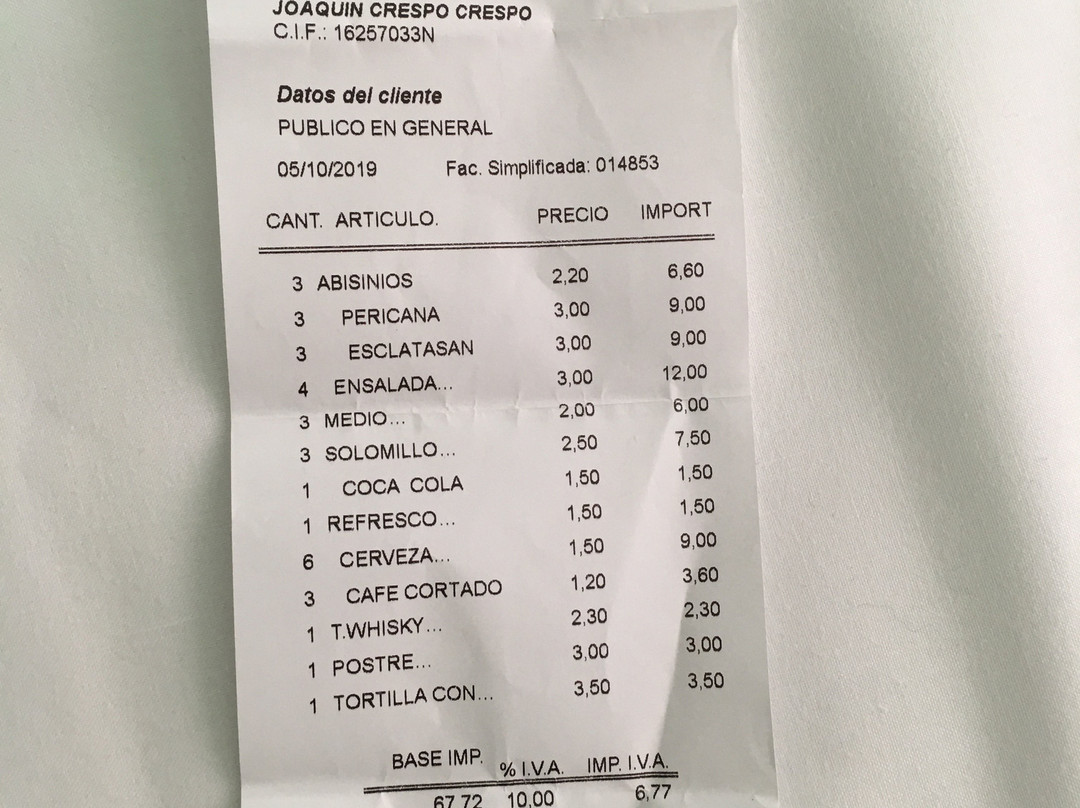 JOAQUIN CRESPO CRESPO
C.I.F.: 16257033N
Datos del cliente
PUBLICO EN GENERAL
05/10/2019 Fac. Simplificada: 014853
CANT. ARTICULO. PRECIO IMPORT
3 ABISINIOS 2,20 6,60
3 PERICANA 3,00 9,00
3 ESCLATASAN 3,00 9,00
4 ENSALADA... 3,00 12,00
3 MEDIO... 2,00 6,00
3 SOLOMILLO... 2,50 7,50
1 COCA COLA 1,50 1,50
1 REFRESCO... 1,50 1,50
6 CERVEZA... 1,50 9,00
3 CAFE CORTADO 1,20 3,60
1 T.WHISKY... 2,30 2,30
1 POSTRE... 3,00 3,00
1 TORTILLA CON... 3,50 3,50
BASE IMP. % I.V.A. IMP. I.V.A.
67,72 10,00 6,77